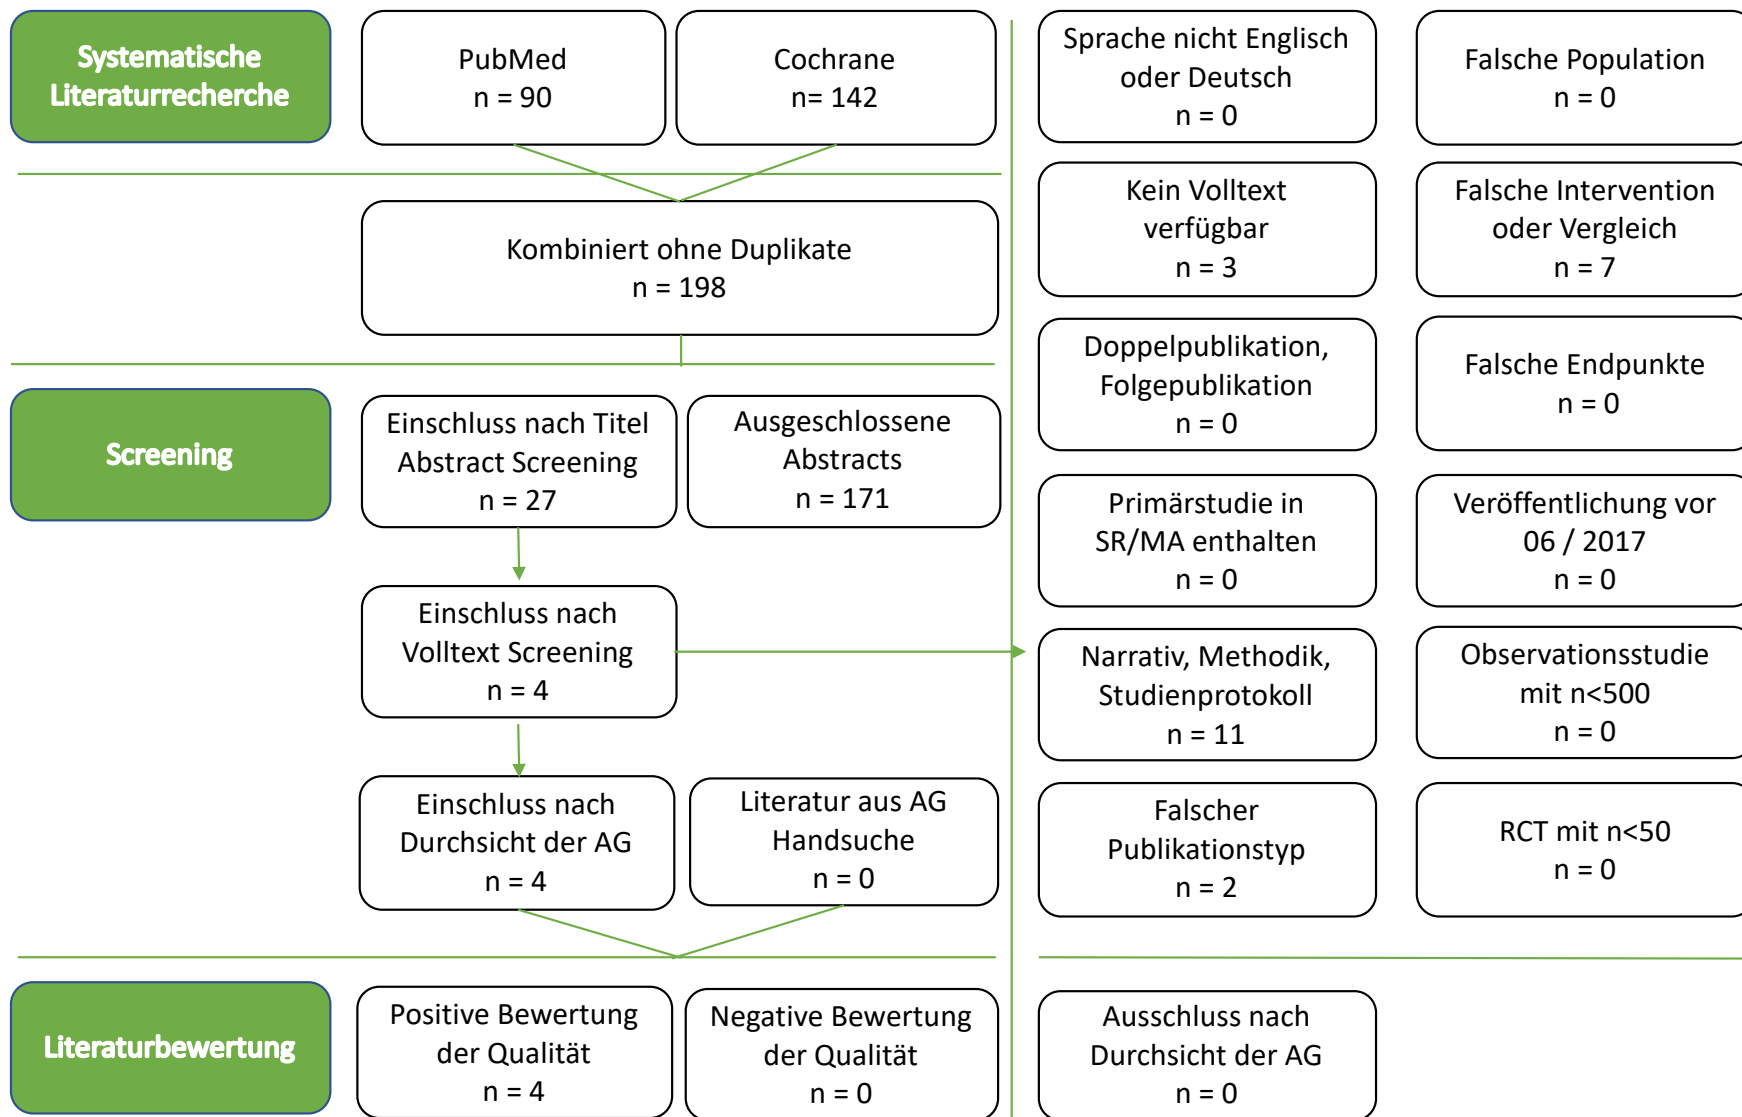 Systematische
Literaturrecherche
PubMed
n = 90
Cochrane
n= 142
Kombiniert ohne Duplikate
n = 198
Screening
Einschluss nach Titel
Abstract Screening
n = 27
Ausgeschlossene
Abstracts
n = 171
Einschluss nach
Volltext Screening
n = 4
Einschluss nach
Durchsicht der AG
n = 4
Literatur aus AG
Handsuche
n = 0
Literaturbewertung
Positive Bewertung
der Qualität
n = 4
Negative Bewertung
der Qualität
n = 0
Sprache nicht Englisch
oder Deutsch
n = 0
Falsche Population
n = 0
Kein Volltext
verfügbar
n = 3
Falsche Intervention
oder Vergleich
n = 7
Doppelpublikation,
Folgepublikation
n = 0
Falsche Endpunkte
n = 0
Primärstudie in
SR/MA enthalten
n = 0
Veröffentlichung vor
06 / 2017
n = 0
Narrativ, Methodik,
Studienprotokoll
n = 11
Observationsstudie
mit n<500
n = 0
Falscher
Publikationstyp
n = 2
RCT mit n<50
n = 0
Ausschluss nach
Durchsicht der AG
n = 0